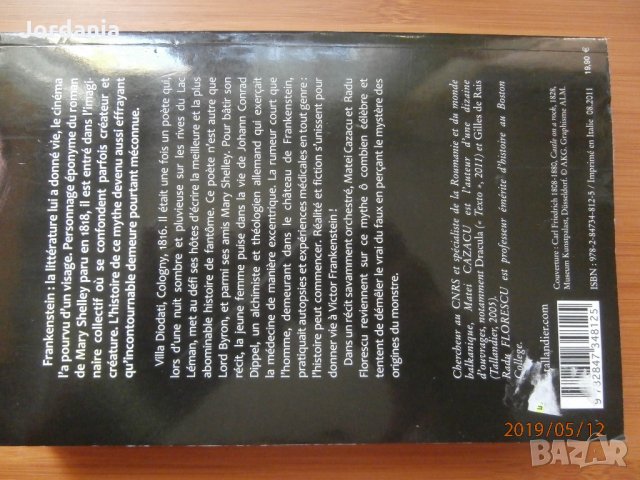 Jordania
Frankenstein : la littérature lui a donné vie, le cinéma
l'a pourvu d'un visage. Personnage éponyme du roman
de Mary Shelley paru en 1818, il est entré dans l'imagi-
naire collectif où se confondent parfois créateur et
créature. L'histoire de ce mythe devenu aussi effrayant
qu'incontournable demeure pourtant méconnue.
Villa Diodati, Cologny, 1816. Il était une fois un poète qui,
lors d'une nuit sombre et pluvieuse sur les rives du Lac
Léman, met au défi ses hôtes d'écrire la meilleure et la plus
abominable histoire de fantôme. Ce poète n'est autre que
Lord Byron, et parmi ses amis Mary Shelley. Pour bâtir son
récit, la jeune femme puise dans la vie de Johann Conrad
Dippel, un alchimiste et théologien allemand qui exerçait
la médecine de manière excentrique. La rumeur court que
l'homme, demeurant dans le château de Frankenstein,
pratiquait autopsies et expériences médicales en tout genre :
l'histoire peut commencer. Réalité et fiction s'unissent pour
donner vie à Victor Frankenstein !
Dans un récit savamment orchestré, Matei Cazacu et Radu
Florescu reviennent sur ce mythe ô combien célèbre et
tentent de démêler le vrai du faux en perçant le mystère des
origines du monstre.
Chercheur au CNRS et spécialiste de la Roumanie et du monde
balkanique, Matei CAZACU est l'auteur d'une dizaine
d'ouvrages, notamment Dracula (« Texto », 2011) et Gilles de Rais
(Tallandier, 2005).
Radu FLORESCU est professeur émérite d'histoire au Boston
College.
19,90 €
Couverture : Carl Friedrich 1808-1880, Castle on a rock, 1828,
Museum Kunstpalast, Düsseldorf. © AKG. Graphisme ALM.
ISBN : 978-2-84734-812-5 / Imprimé en Italie 08.2011
tallandier.com
9 782847 348125
2019/05/12
BAZAR